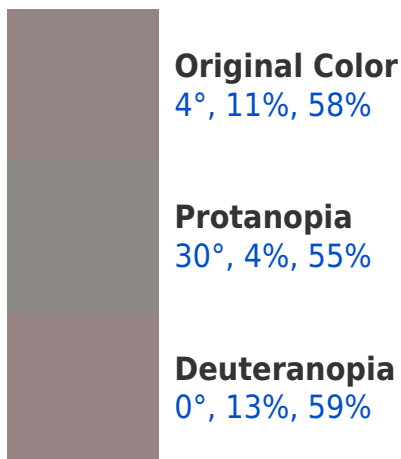 Original Color
4°, 11%, 58%
Protanopia
30°, 4%, 55%
Deuteranopia
0°, 13%, 59%